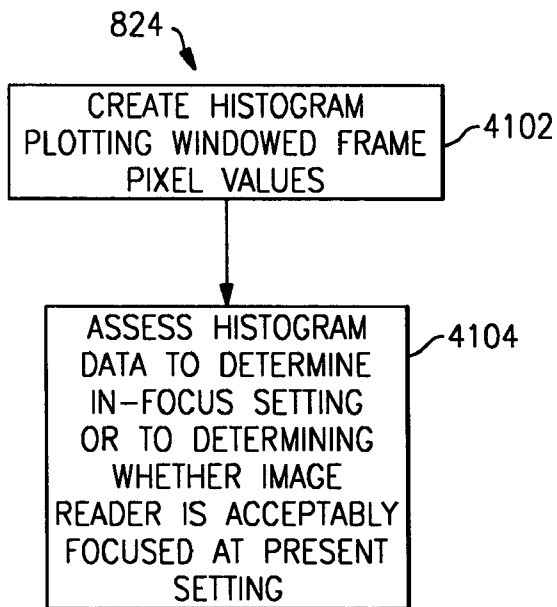 824
CREATE HISTOGRAM
PLOTTING WINDOWED FRAME
PIXEL VALUES
4102
ASSESS HISTOGRAM
DATA TO DETERMINE
IN-FOCUS SETTING
OR TO DETERMINING
WHETHER IMAGE
READER IS ACCEPTABLY
FOCUSED AT PRESENT
SETTING
4104